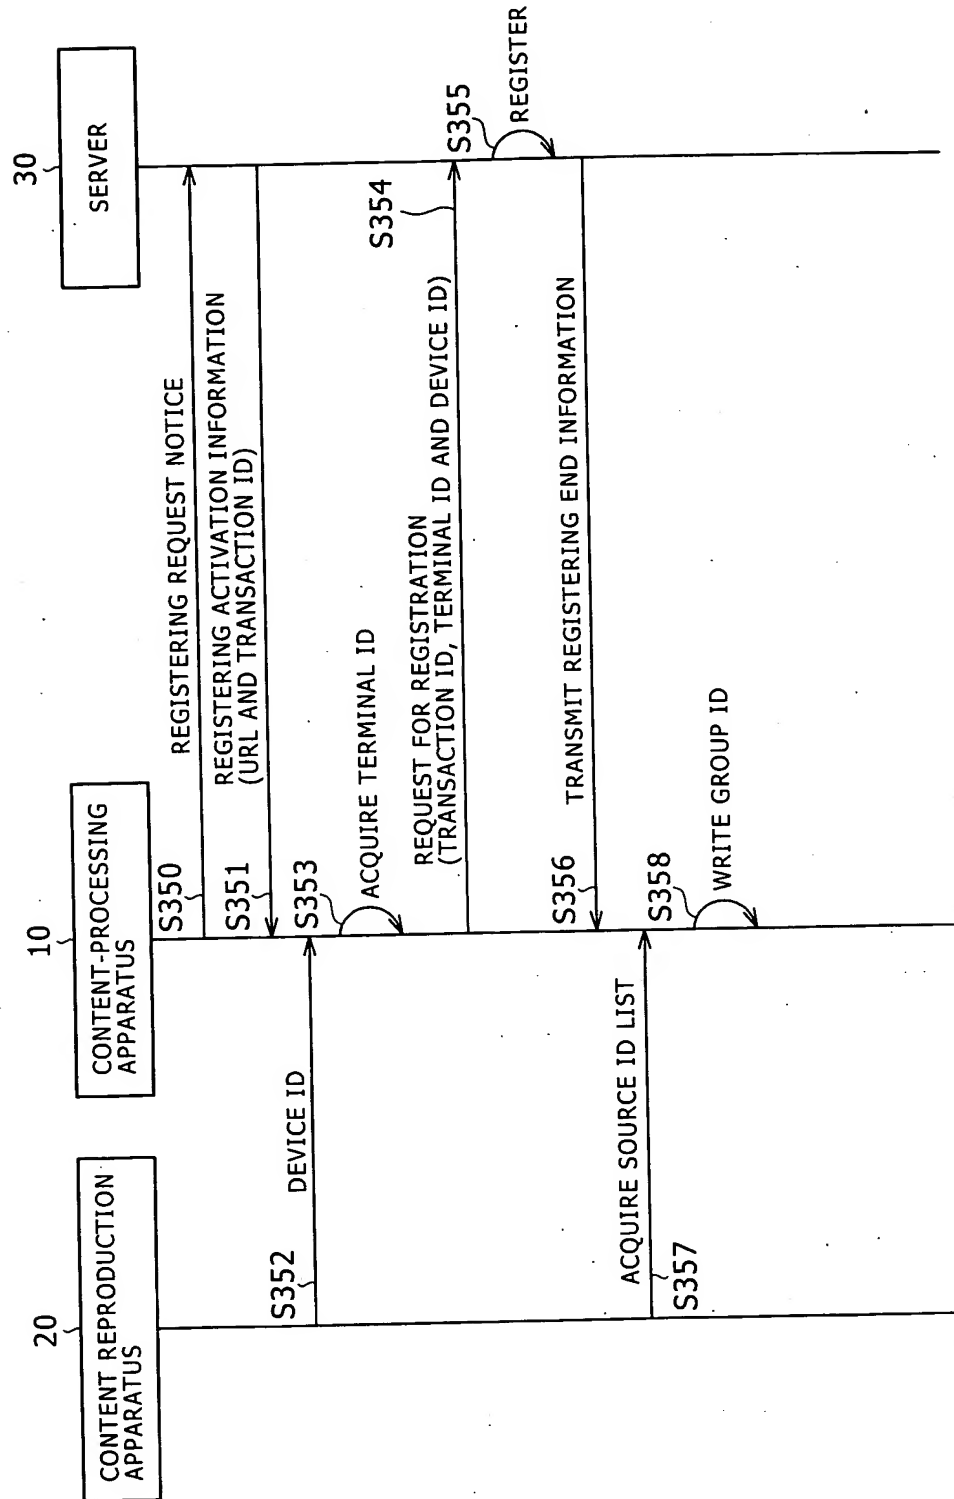 20
CONTENT REPRODUCTION
APPARATUS
10
CONTENT-PROCESSING
APPARATUS
30
SERVER
S350
REGISTERING REQUEST NOTICE
S351
REGISTERING ACTIVATION INFORMATION
(URL AND TRANSACTION ID)
S352
DEVICE ID
S353
ACQUIRE TERMINAL ID
REQUEST FOR REGISTRATION
(TRANSACTION ID, TERMINAL ID AND DEVICE ID)
S354
S355
REGISTER
S356
TRANSMIT REGISTERING END INFORMATION
S357
ACQUIRE SOURCE ID LIST
S358
WRITE GROUP ID